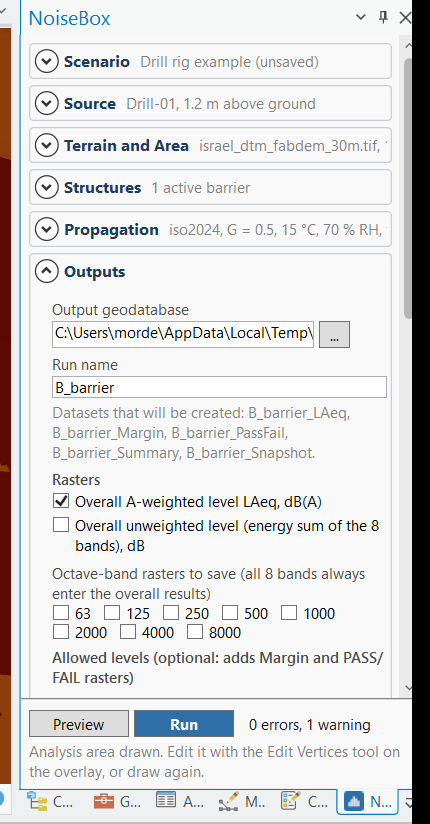 NoiseBox
Scenario Drill rig example (unsaved)
Source Drill-01, 1.2 m above ground
Terrain and Area israel_dtm_fabdem_30m.tif,
Structures 1 active barrier
Propagation iso2024, G = 0.5, 15 °C, 70 % RH,
Outputs
Output geodatabase
C:\Users\morde\AppData\Local\Temp\
...
Run name
B_barrier
Datasets that will be created: B_barrier_LAeq,
B_barrier_Margin, B_barrier_PassFail,
B_barrier_Summary, B_barrier_Snapshot.
Rasters
Overall A-weighted level LAeq, dB(A)
Overall unweighted level (energy sum of the 8
bands), dB
Octave-band rasters to save (all 8 bands always
enter the overall results)
63 125 250 500 1000
2000 4000 8000
Allowed levels (optional: adds Margin and PASS/
FAIL rasters)
Preview Run 0 errors, 1 warning
Analysis area drawn. Edit it with the Edit Vertices tool on
the overlay, or draw again.
C... G... A... M... C... N...